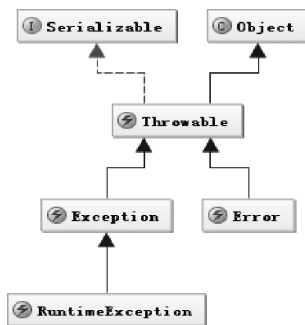 I Serializable
C Object
Throwable
Exception
Error
RuntimeException